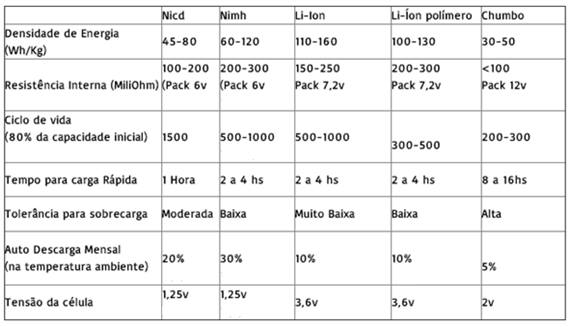 Nicd Nimh Li-Ion Li-Íon polímero Chumbo
Densidade de Energia
(Wh/Kg) 45-80 60-120 110-160 100-130 30-50
Resistência Interna (MiliOhm) 100-200 200-300 150-250 200-300 <100
(Pack 6v (Pack 6v Pack 7,2v Pack 7,2v Pack 12v
Ciclo de vida
(80% da capacidade inicial) 1500 500-1000 500-1000 300-500 200-300
Tempo para carga Rápida 1 Hora 2 a 4 hs 2 a 4 hs 2 a 4 hs 8 a 16hs
Tolerância para sobrecarga Moderada Baixa Muito Baixa Baixa Alta
Auto Descarga Mensal
(na temperatura ambiente) 20% 30% 10% 10% 5%
Tensão da célula 1,25v 1,25v 3,6v 3,6v 2v